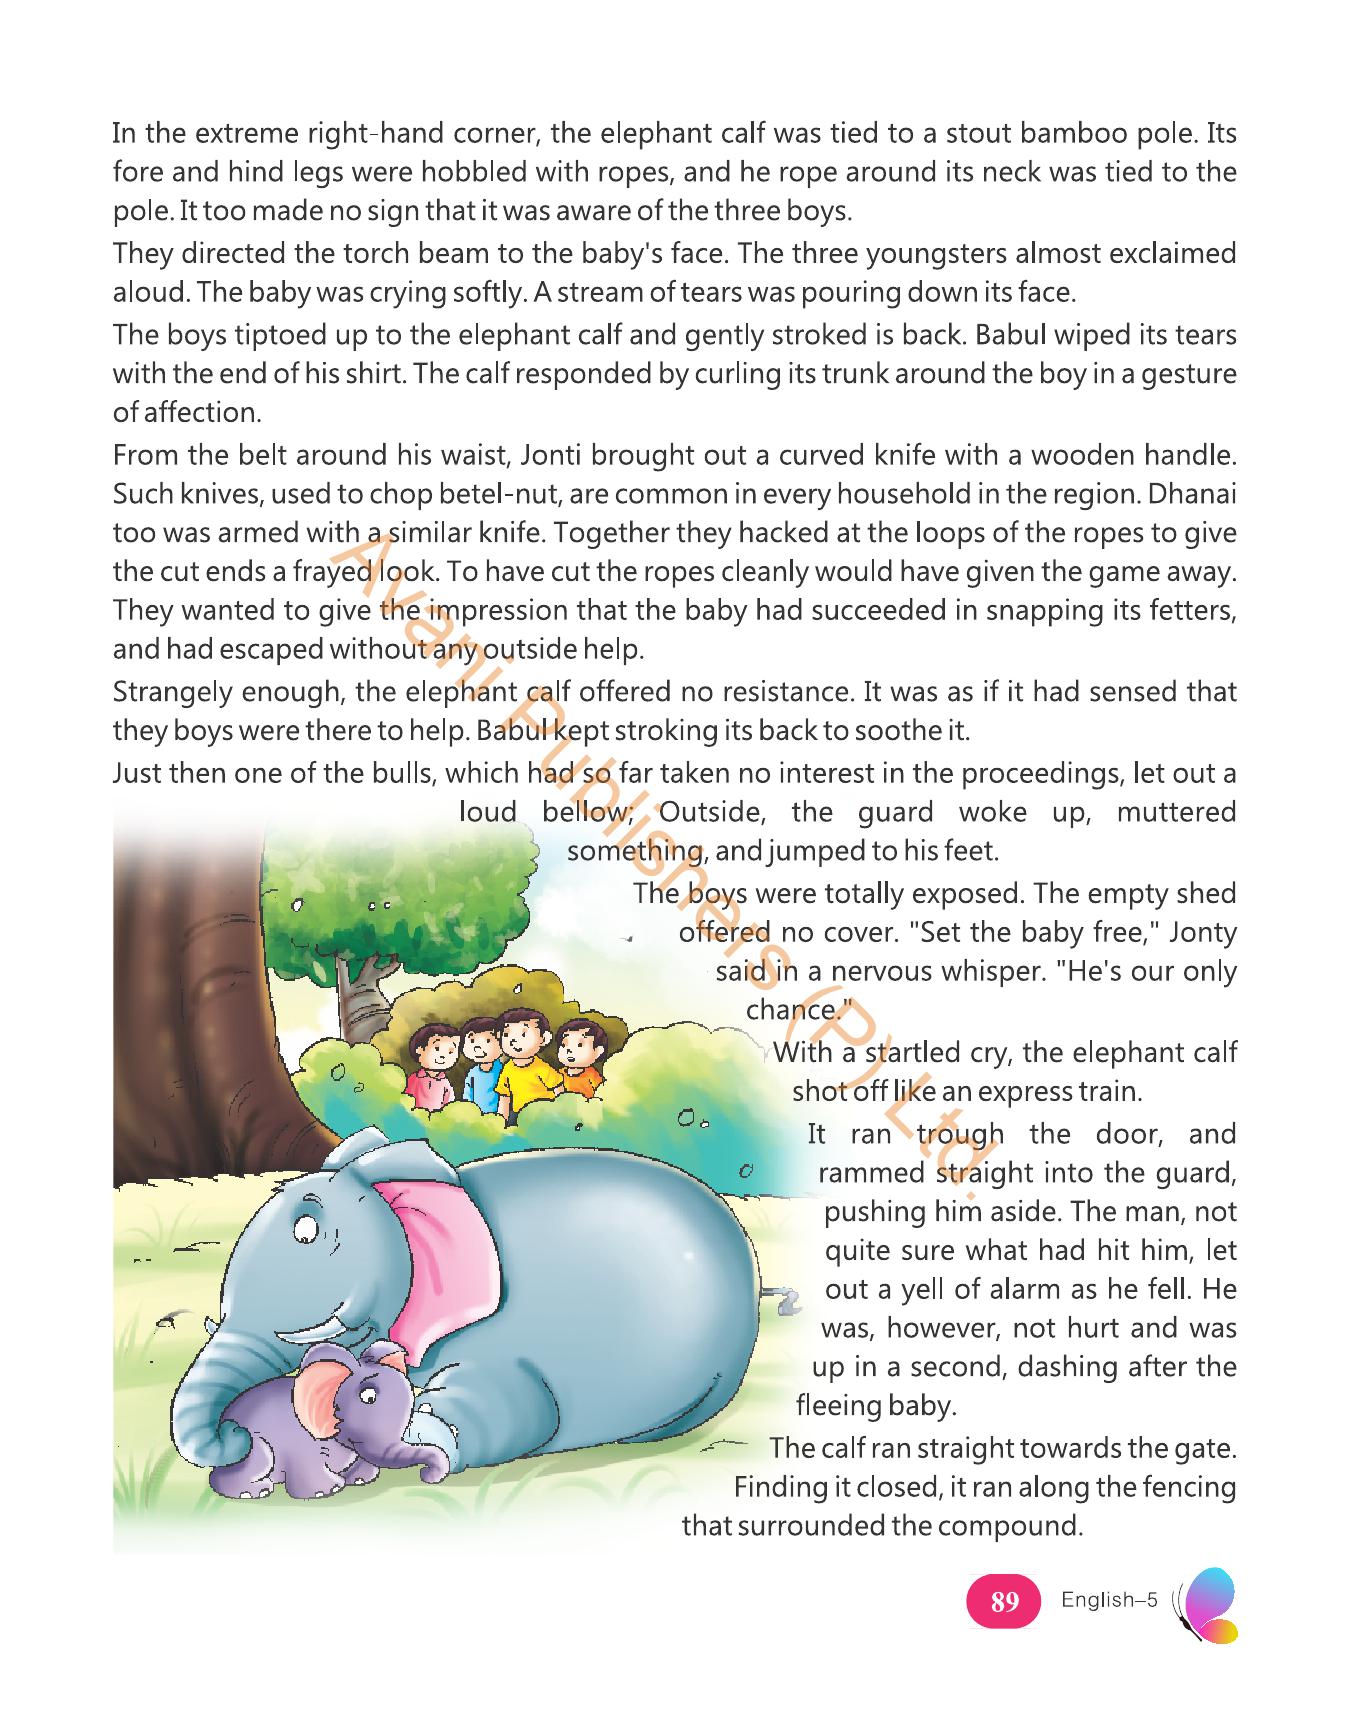 In the extreme right-hand corner, the elephant calf was tied to a stout bamboo pole. Its
fore and hind legs were hobbled with ropes, and he rope around its neck was tied to the
pole. It too made no sign that it was aware of the three boys.
They directed the torch beam to the baby's face. The three youngsters almost exclaimed
aloud. The baby was crying softly. A stream of tears was pouring down its face.
The boys tiptoed up to the elephant calf and gently stroked is back. Babul wiped its tears
with the end of his shirt. The calf responded by curling its trunk around the boy in a gesture
of affection.
From the belt around his waist, Jonti brought out a curved knife with a wooden handle.
Such knives, used to chop betel-nut, are common in every household in the region. Dhanai
too was armed with a similar knife. Together they hacked at the loops of the ropes to give
the cut ends a frayed look. To have cut the ropes cleanly would have given the game away.
They wanted to give the impression that the baby had succeeded in snapping its fetters,
and had escaped without any outside help.
Strangely enough, the elephant calf offered no resistance. It was as if it had sensed that
they boys were there to help. Babul kept stroking its back to soothe it.
Just then one of the bulls, which had so far taken no interest in the proceedings, let out a
loud bellow; Outside, the guard woke up, muttered
something, and jumped to his feet.
The boys were totally exposed. The empty shed
offered no cover. "Set the baby free," Jonty
said in a nervous whisper. "He's our only
chance."
With a startled cry, the elephant calf
shot off like an express train.
It ran trough the door, and
rammed straight into the guard,
pushing him aside. The man, not
quite sure what had hit him, let
out a yell of alarm as he fell. He
was, however, not hurt and was
up in a second, dashing after the
fleeing baby.
The calf ran straight towards the gate.
Finding it closed, it ran along the fencing
that surrounded the compound.
Avani Publishers (P) Ltd.
89 English–5